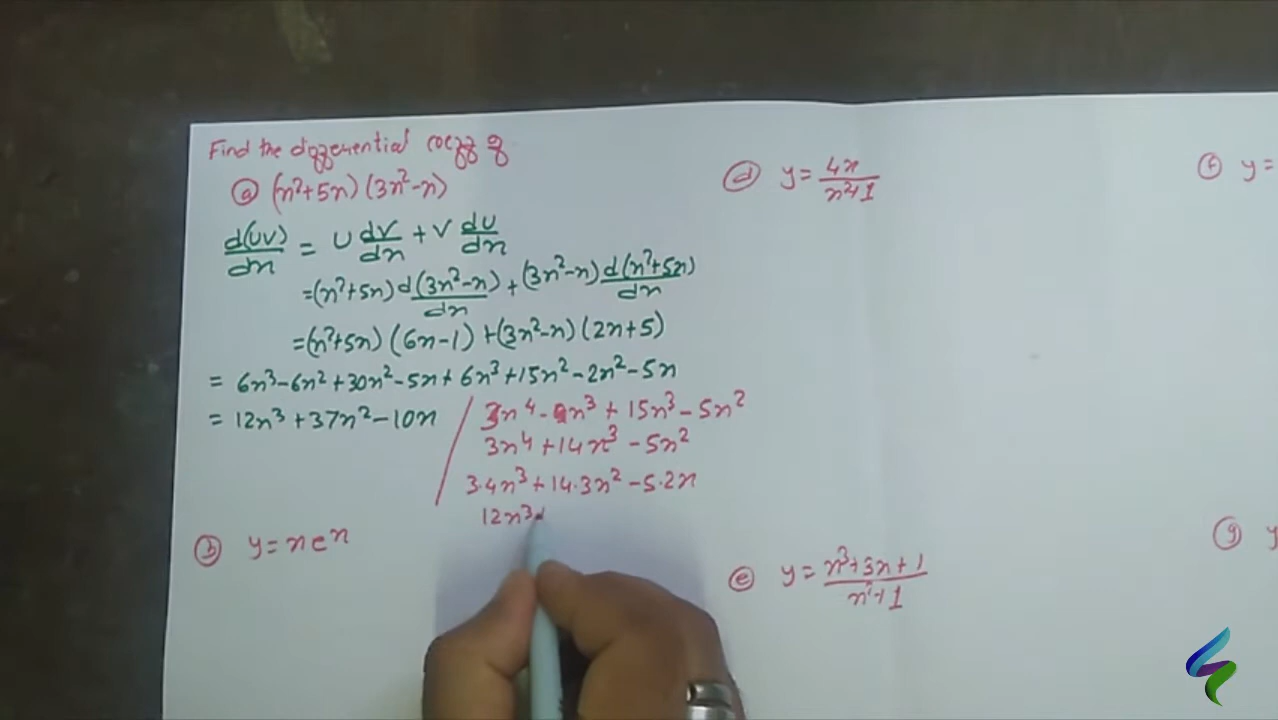 Find the differential coeff of
ⓐ (x²+5x) (3x²-x)
d(UV)/dx = U dV/dx + V dU/dx
=(x²+5x) d(3x²-x)/dx + (3x²-x) d(x²+5x)/dx
=(x²+5x) (6x-1) + (3x²-x) (2x+5)
= 6x³-6x²+30x²-5x+6x³+15x²-2x²-5x
= 12x³+37x²-10x
3x⁴-x³+15x³-5x²
3x⁴+14x³-5x²
3.4x³+14.3x²-5.2x
12x³
ⓑ y=xeˣ
ⓓ y= 4x/x²+1
ⓔ y= x³+3x+1/x²+1
ⓕ y=
ⓖ y